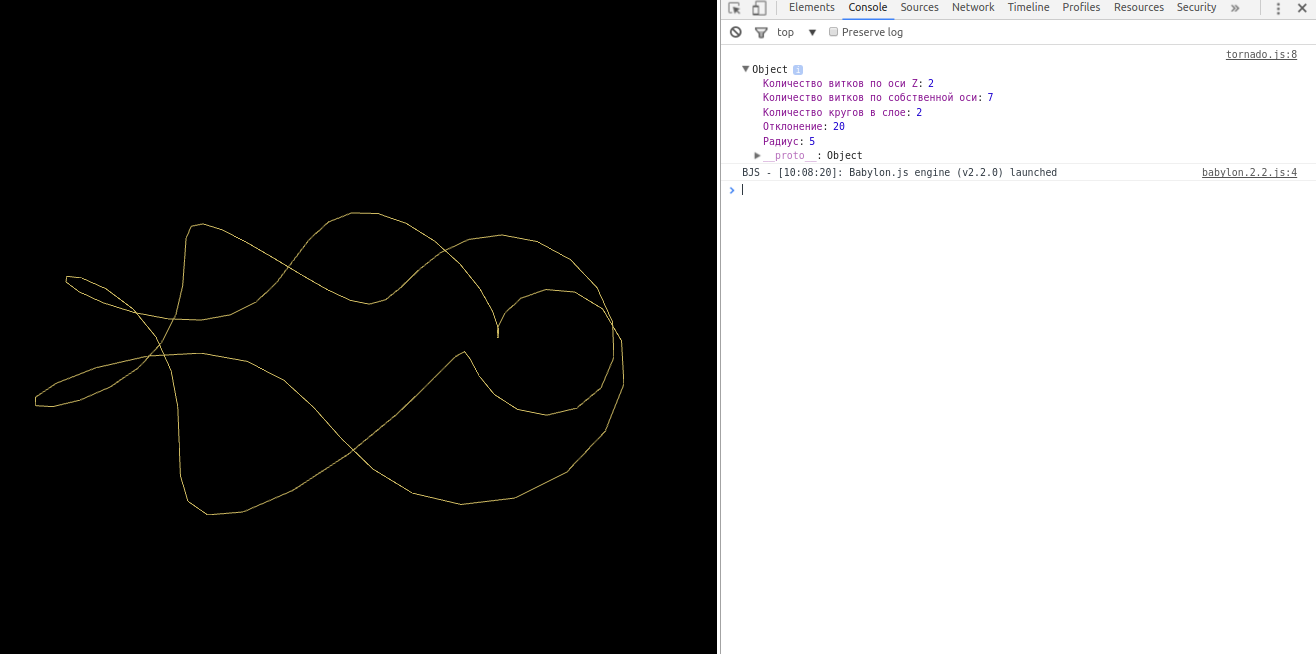 Elements Console Sources Network Timeline Profiles Resources Security »
top ▼ Preserve log
tornado.js:8
▼Object i
Количество витков по оси Z: 2
Количество витков по собственной оси: 7
Количество кругов в слое: 2
Отклонение: 20
Радиус: 5
▶__proto__: Object
BJS - [10:08:20]: Babylon.js engine (v2.2.0) launched babylon.2.2.js:4